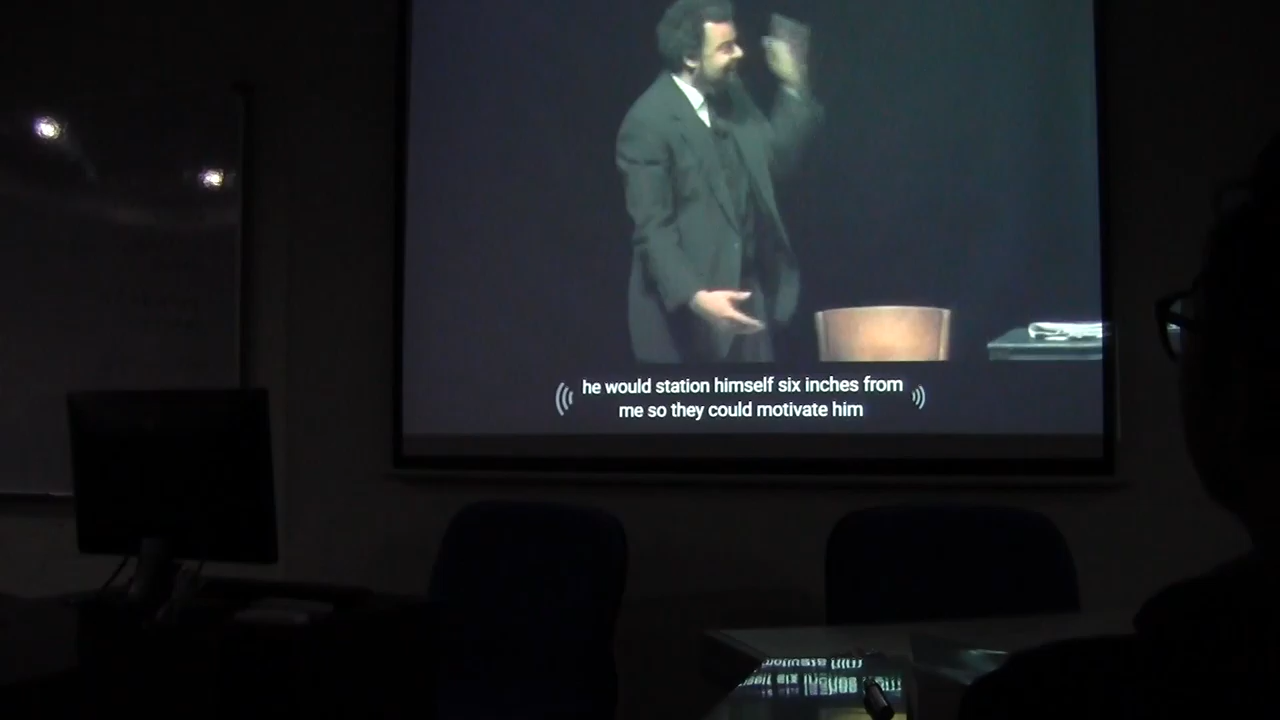 he would station himself six inches from
me so they could motivate him